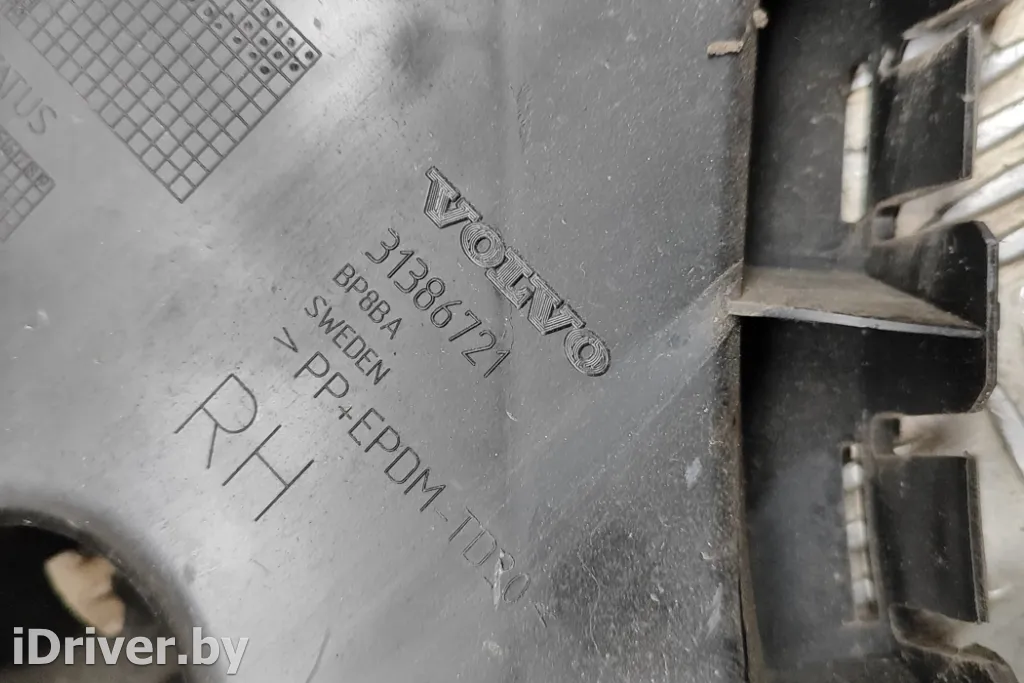 VOLVO
31386721
BP8BA
SWEDEN
>PP+EPDM-TD20
RH
iDriver.by